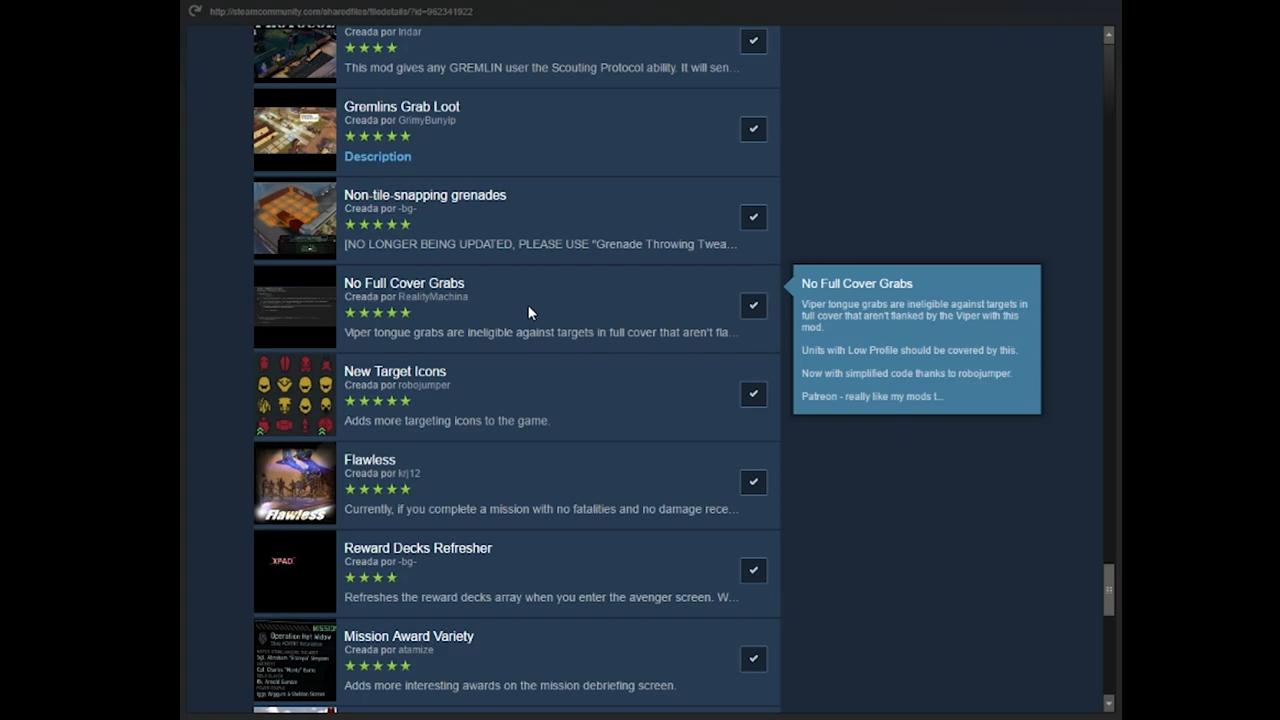 http://steamcommunity.com/sharedfiles/filedetails/?id=962341922
Creada por Iridar
This mod gives any GREMLIN user the Scouting Protocol ability. It will sen...
Gremlins Grab Loot
Creada por GrimyBunyip
Description
Non-tile-snapping grenades
Creada por -bg-
[NO LONGER BEING UPDATED, PLEASE USE "Grenade Throwing Twea...
No Full Cover Grabs
Creada por RealityMachina
Viper tongue grabs are ineligible against targets in full cover that aren't fla...
No Full Cover Grabs
Viper tongue grabs are ineligible against targets in
full cover that aren't flanked by the Viper with this
mod.
Units with Low Profile should be covered by this.
Now with simplified code thanks to robojumper.
Patreon - really like my mods t...
New Target Icons
Creada por robojumper
Adds more targeting icons to the game.
Flawless
Creada por krj12
Currently, if you complete a mission with no fatalities and no damage rece...
Flawless
Reward Decks Refresher
Creada por -bg-
Refreshes the reward decks array when you enter the avenger screen. W...
XPAD
Mission Award Variety
Creada por atamize
Adds more interesting awards on the mission debriefing screen.
MISSIO
Operation Hot Widow